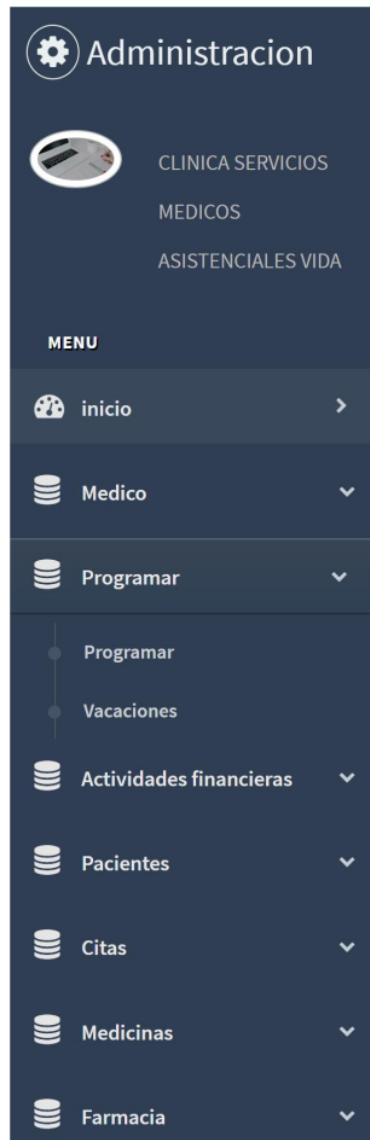 Administracion
CLINICA SERVICIOS
MEDICOS
ASISTENCIALES VIDA
MENU
inicio
Medico
Programar
Programar
Vacaciones
Actividades financieras
Pacientes
Citas
Medicinas
Farmacia